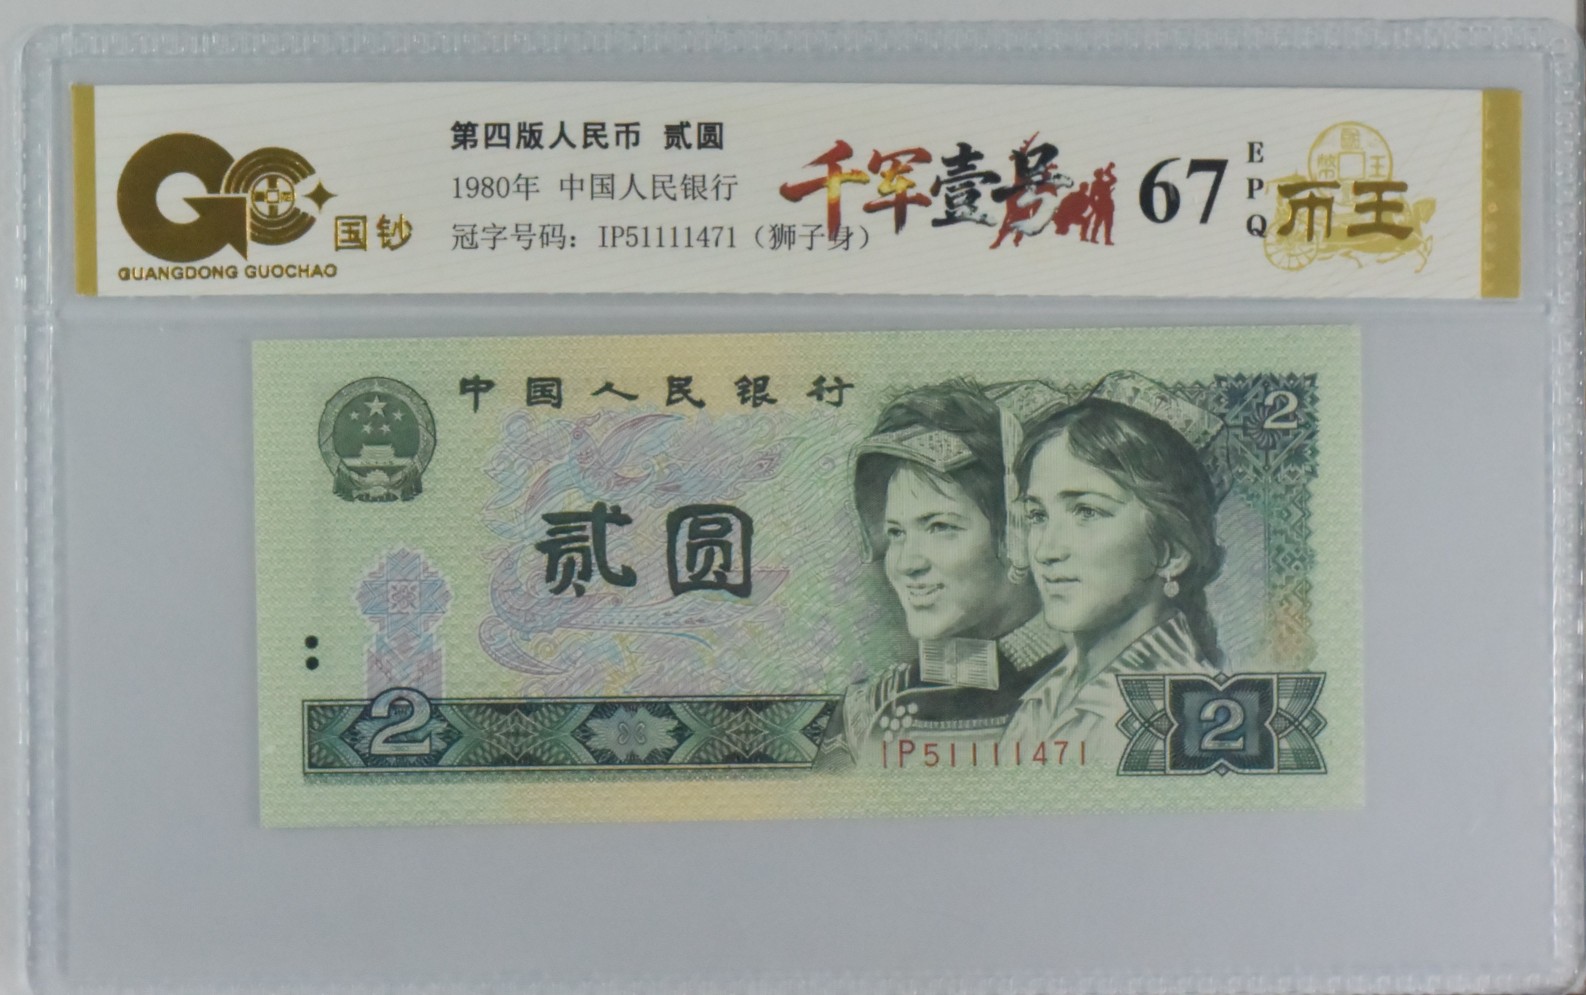 第四版人民币 贰圆
1980年 中国人民银行
冠字号码：IP51111471（狮子身）
千军壹号
67
EPQ
币王
国钞
GUANGDONG GUOCHAO
中国人民银行
2
贰圆
2
IP51111471
2